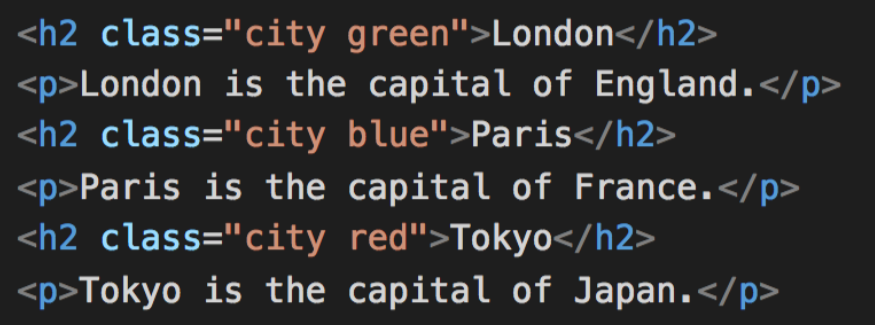 <h2 class="city green">London</h2>
<p>London is the capital of England.</p>
<h2 class="city blue">Paris</h2>
<p>Paris is the capital of France.</p>
<h2 class="city red">Tokyo</h2>
<p>Tokyo is the capital of Japan.</p>